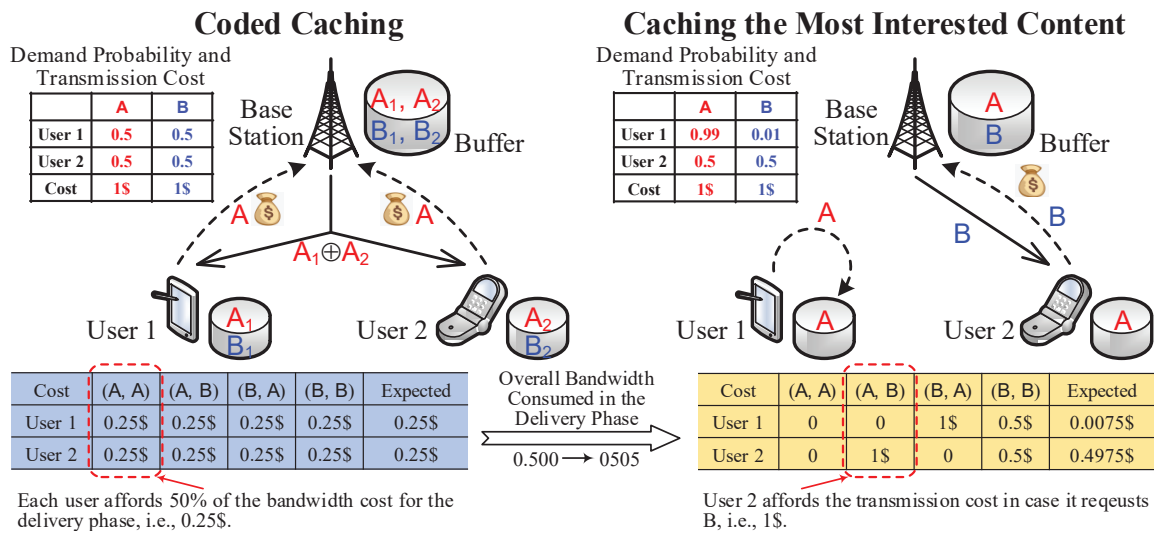 Coded Caching
Demand Probability and
Transmission Cost
A B
User 1 0.5 0.5
User 2 0.5 0.5
Cost 1$ 1$
Base
Station
A₁, A₂
B₁, B₂
Buffer
A $
$ A
A₁⊕A₂
User 1
A₁
B₁
User 2
A₂
B₂
Cost (A, A) (A, B) (B, A) (B, B) Expected
User 1 0.25$ 0.25$ 0.25$ 0.25$ 0.25$
User 2 0.25$ 0.25$ 0.25$ 0.25$ 0.25$
Each user affords 50% of the bandwidth cost for the
delivery phase, i.e., 0.25$.
Overall Bandwidth
Consumed in the
Delivery Phase
0.500 → 0505
Caching the Most Interested Content
Demand Probability and
Transmission Cost
A B
User 1 0.99 0.01
User 2 0.5 0.5
Cost 1$ 1$
Base
Station
A
B
Buffer
$
B
B
A
User 1
A
User 2
A
Cost (A, A) (A, B) (B, A) (B, B) Expected
User 1 0 0 1$ 0.5$ 0.0075$
User 2 0 1$ 0 0.5$ 0.4975$
User 2 affords the transmission cost in case it reqeusts
B, i.e., 1$.